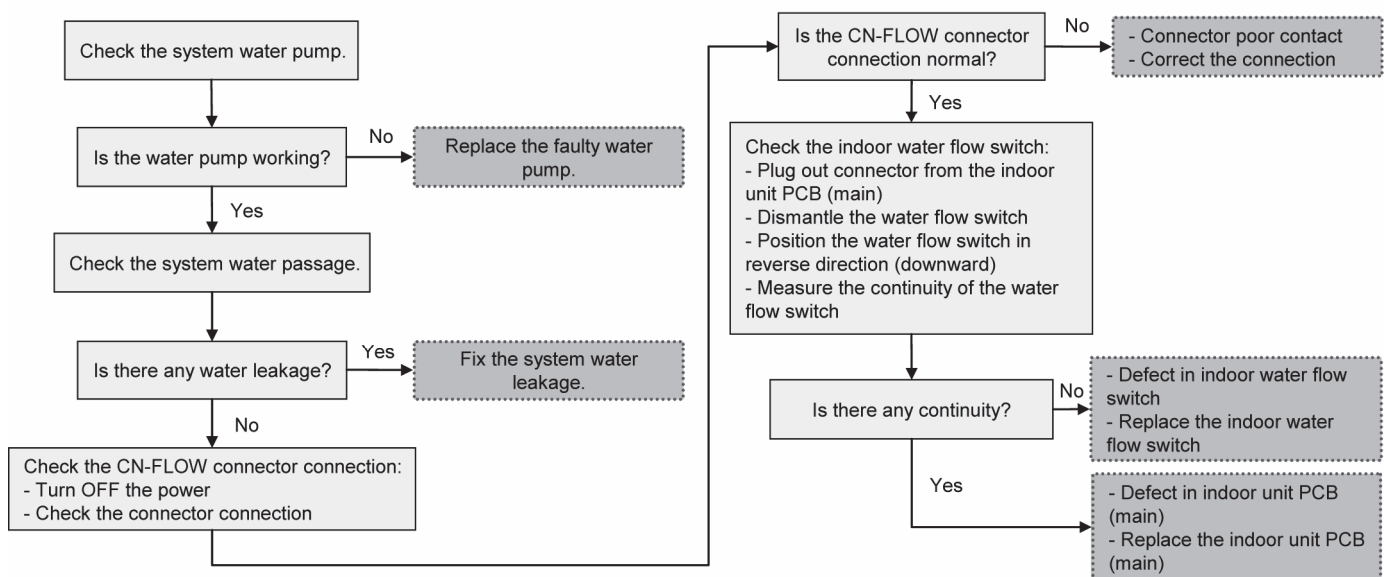 Check the system water pump.
Is the water pump working?
No
Replace the faulty water
pump.
Yes
Check the system water passage.
Is there any water leakage?
Yes
Fix the system water
leakage.
No
Check the CN-FLOW connector connection:
- Turn OFF the power
- Check the connector connection
Is the CN-FLOW connector
connection normal?
No
- Connector poor contact
- Correct the connection
Yes
Check the indoor water flow switch:
- Plug out connector from the indoor
unit PCB (main)
- Dismantle the water flow switch
- Position the water flow switch in
reverse direction (downward)
- Measure the continuity of the water
flow switch
Is there any continuity?
No
- Defect in indoor water flow
switch
- Replace the indoor water
flow switch
Yes
- Defect in indoor unit PCB
(main)
- Replace the indoor unit PCB
(main)